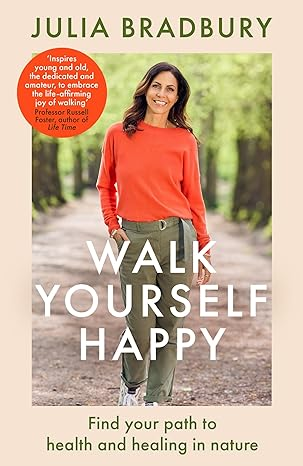 JULIA BRADBURY
‘Inspires
young and old,
the dedicated and
amateur, to embrace
the life-affirming
joy of walking’
Professor Russell
Foster, author of
Life Time
WALK
YOURSELF
HAPPY
Find your path to
health and healing in nature